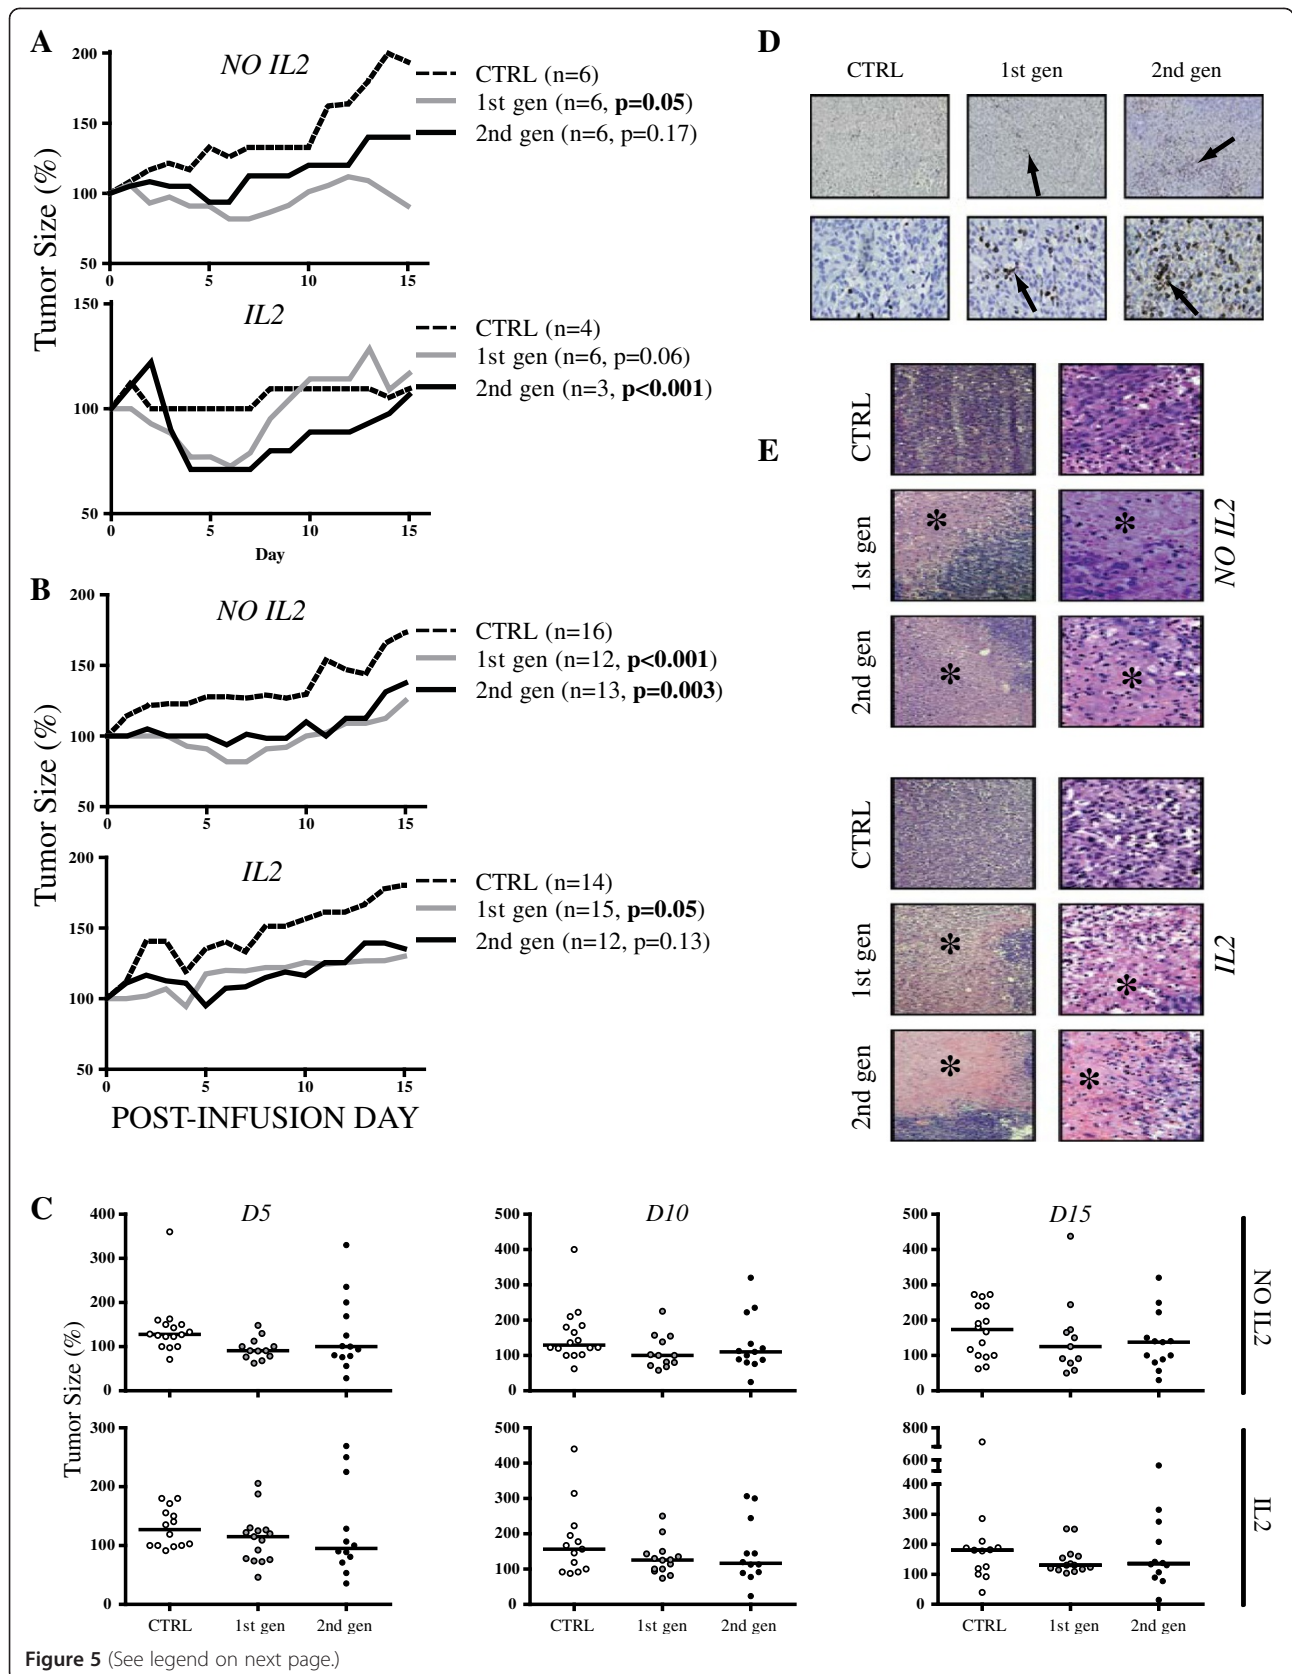 A
NO IL2
Tumor Size (%)
200
150
100
50
0 5 10 15
CTRL (n=6)
1st gen (n=6, p=0.05)
2nd gen (n=6, p=0.17)
IL2
150
100
50
0 5 10 15
Day
CTRL (n=4)
1st gen (n=6, p=0.06)
2nd gen (n=3, p<0.001)
B
NO IL2
Tumor Size (%)
200
150
100
50
0 5 10 15
CTRL (n=16)
1st gen (n=12, p<0.001)
2nd gen (n=13, p=0.003)
IL2
200
150
100
50
0 5 10 15
POST-INFUSION DAY
CTRL (n=14)
1st gen (n=15, p=0.05)
2nd gen (n=12, p=0.13)
D
CTRL 1st gen 2nd gen
E
CTRL
1st gen
2nd gen
NO IL2
* *
* *
CTRL
1st gen
2nd gen
IL2
* *
* *
C
Tumor Size (%)
D5
400
300
200
100
0
D10
500
400
300
200
100
0
D15
500
400
300
200
100
0
NO IL2
300
200
100
0
CTRL 1st gen 2nd gen
500
400
300
200
100
0
CTRL 1st gen 2nd gen
800
600
400
300
200
100
0
CTRL 1st gen 2nd gen
IL2
Figure 5 (See legend on next page.)